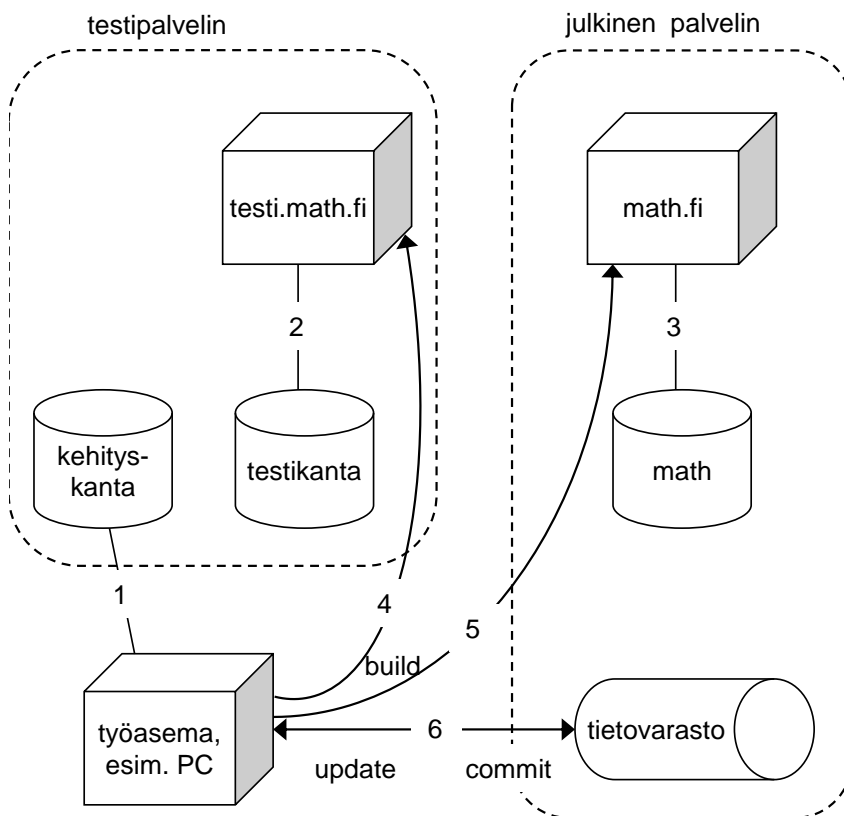 testipalvelin
julkinen palvelin
testi.math.fi
math.fi
2
3
kehitys-
kanta
testikanta
math
1
4
5
build
työasema,
esim. PC
6
tietovarasto
update
commit